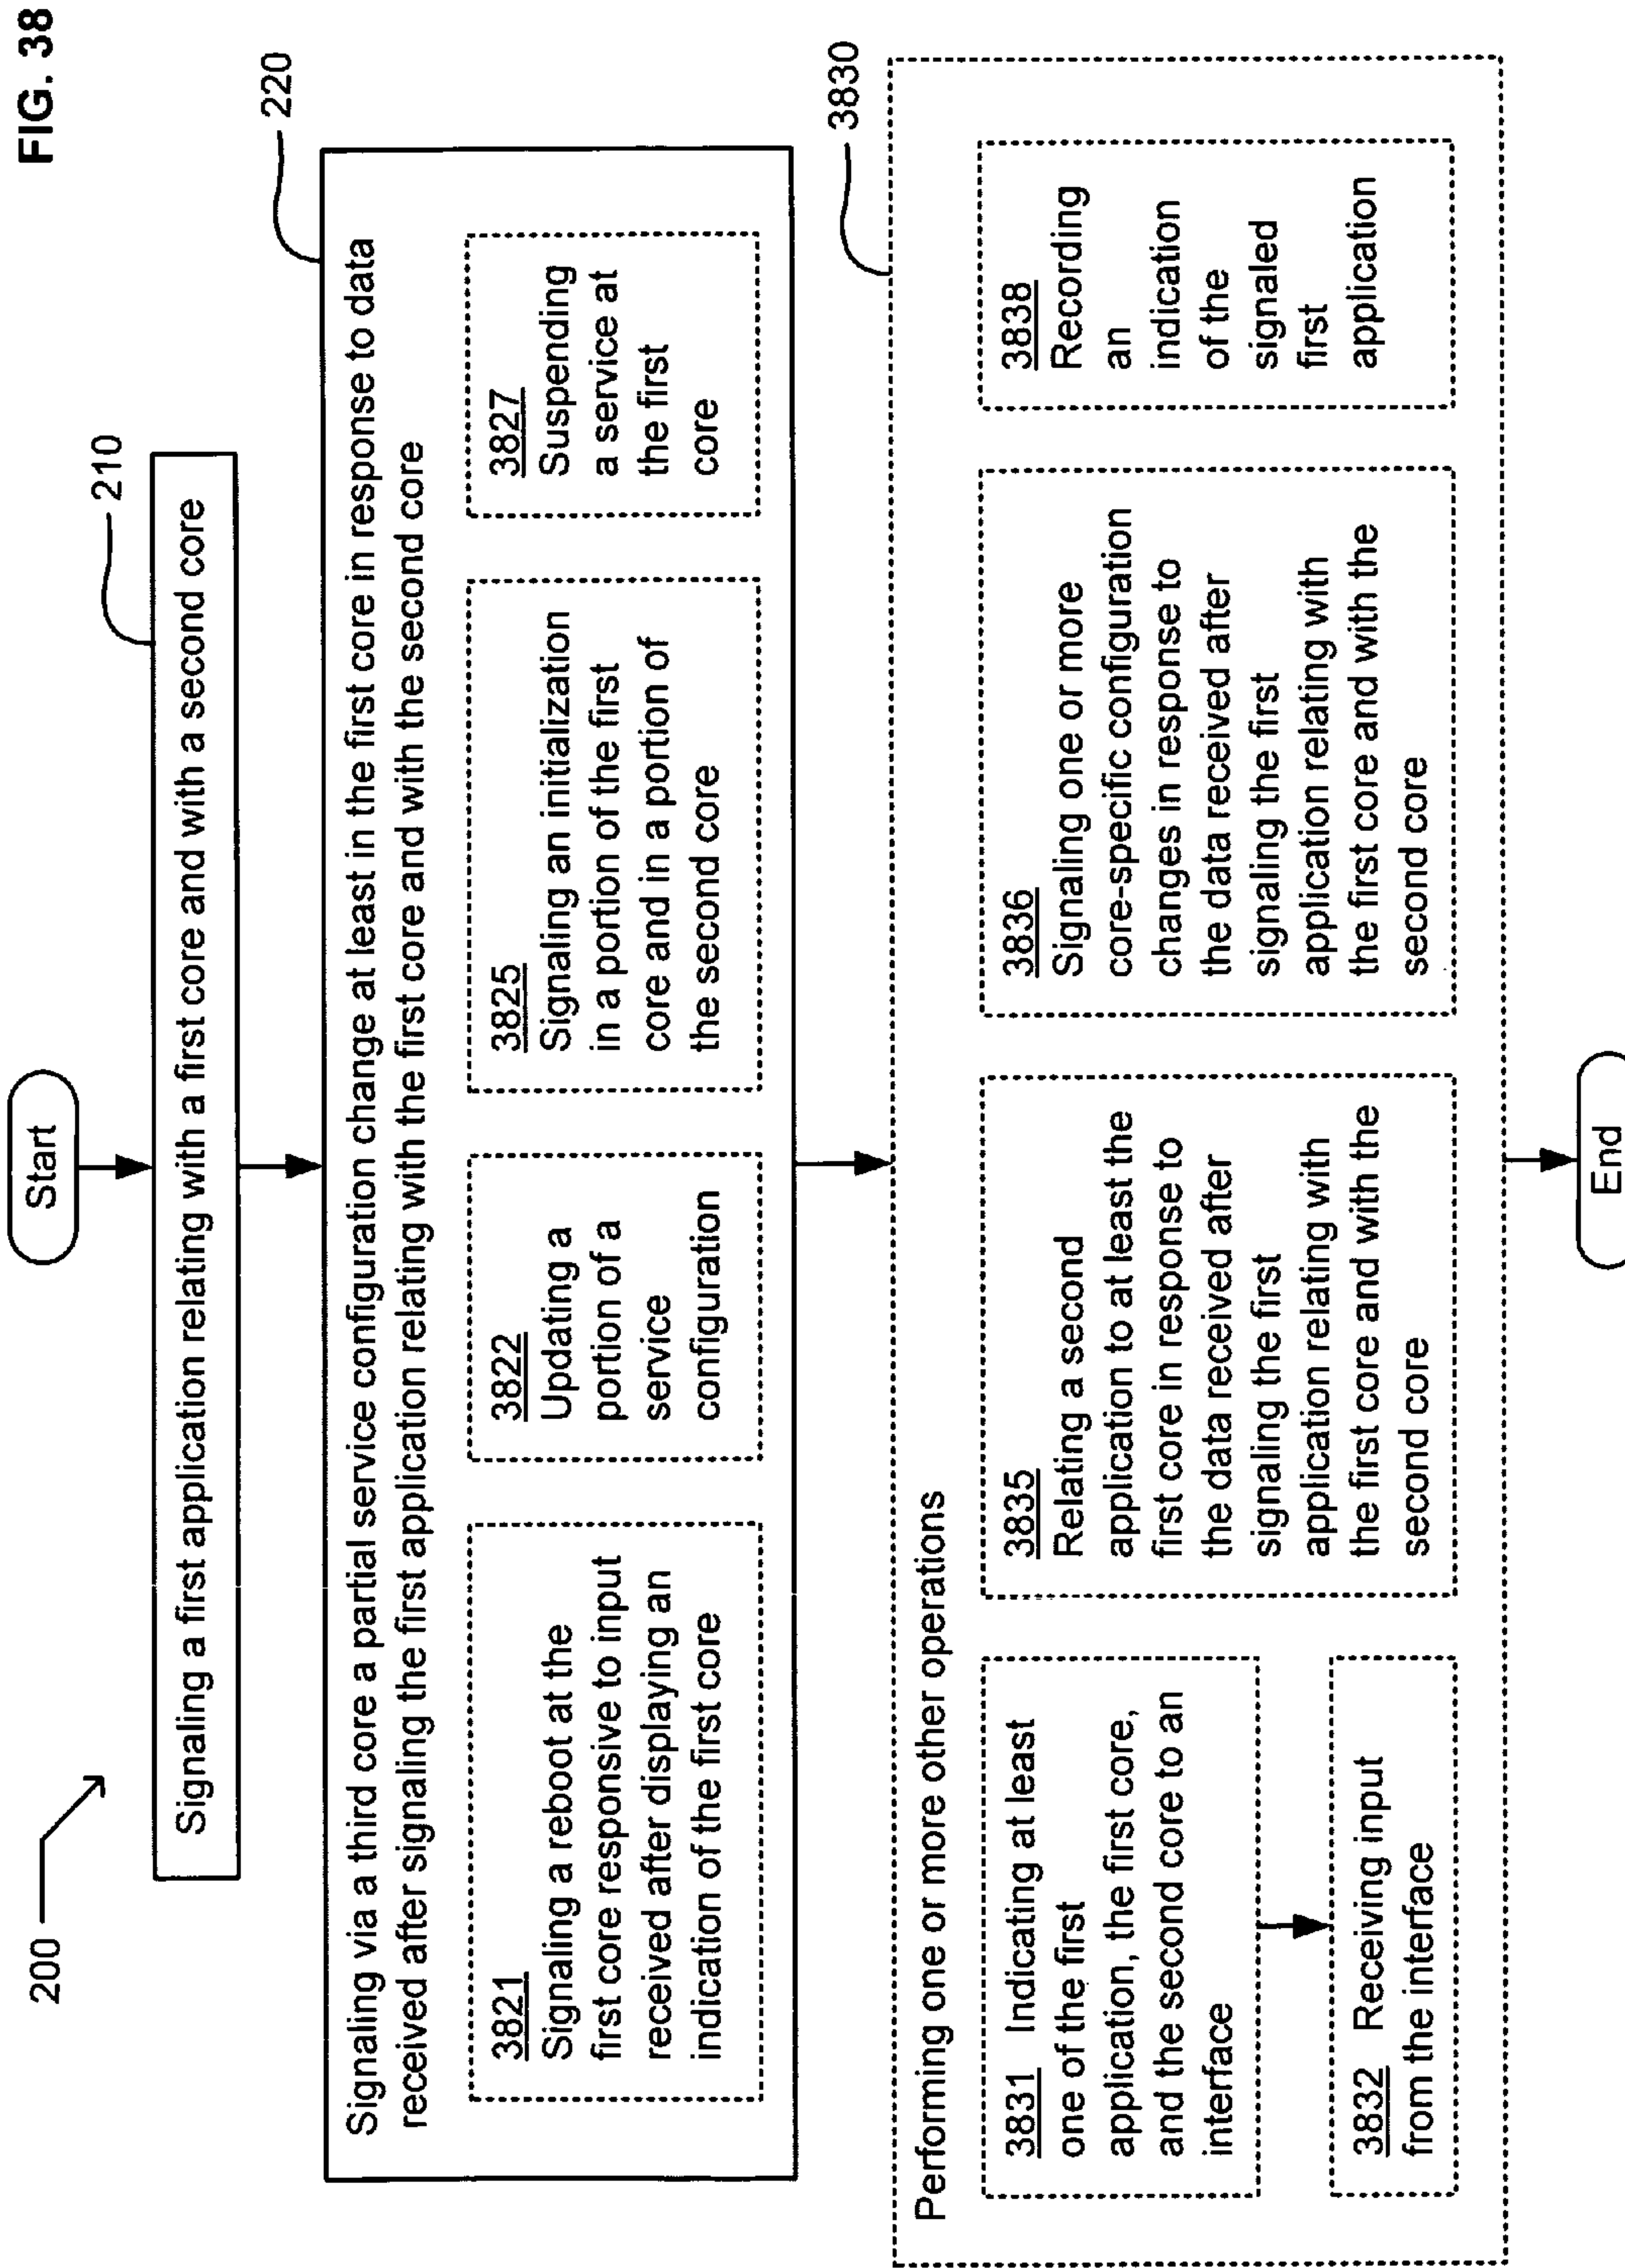 FIG. 38
200
Start
210
Signaling a first application relating with a first core and with a second core
220
Signaling via a third core a partial service configuration change at least in the first core in response to data
received after signaling the first application relating with the first core and with the second core
3821
Signaling a reboot at the
first core responsive to input
received after displaying an
indication of the first core
3822
Updating a
portion of a
service
configuration
3825
Signaling an initialization
in a portion of the first
core and in a portion of
the second core
3827
Suspending
a service at
the first
core
3830
Performing one or more other operations
3831 Indicating at least
one of the first
application, the first core,
and the second core to an
interface
3832 Receiving input
from the interface
3835
Relating a second
application to at least the
first core in response to
the data received after
signaling the first
application relating with
the first core and with the
second core
3836
Signaling one or more
core-specific configuration
changes in response to
the data received after
signaling the first
application relating with
the first core and with the
second core
3838
Recording
an
indication
of the
signaled
first
application
End